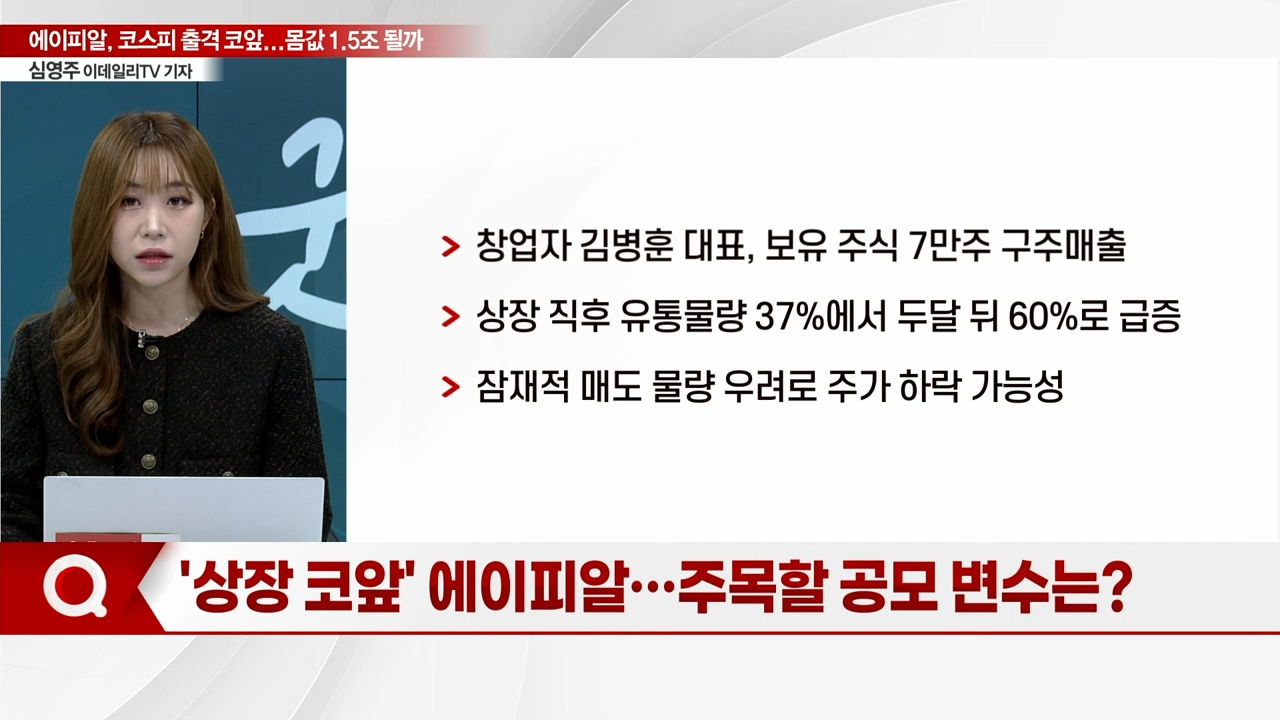 에이피알, 코스피 출격 코앞...몸값 1.5조 될까
심영주 이데일리TV 기자
> 창업자 김병훈 대표, 보유 주식 7만주 구주매출
> 상장 직후 유통물량 37%에서 두달 뒤 60%로 급증
> 잠재적 매도 물량 우려로 주가 하락 가능성
'상장 코앞' 에이피알…주목할 공모 변수는?